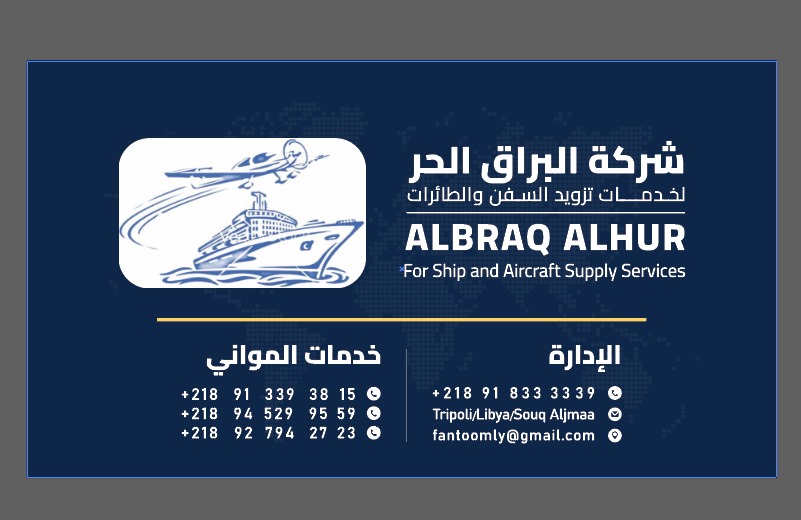 شركة البراق الحر
لخدمـــات تزويد السـفن والطائرات
ALBRAQ ALHUR
For Ship and Aircraft Supply Services
الإدارة
+218 91 833 3339
Tripoli/Libya/Souq Aljmaa
fantoomly@gmail.com
خدمات المواني
+218 91 339 38 15
+218 94 529 95 59
+218 92 794 27 23